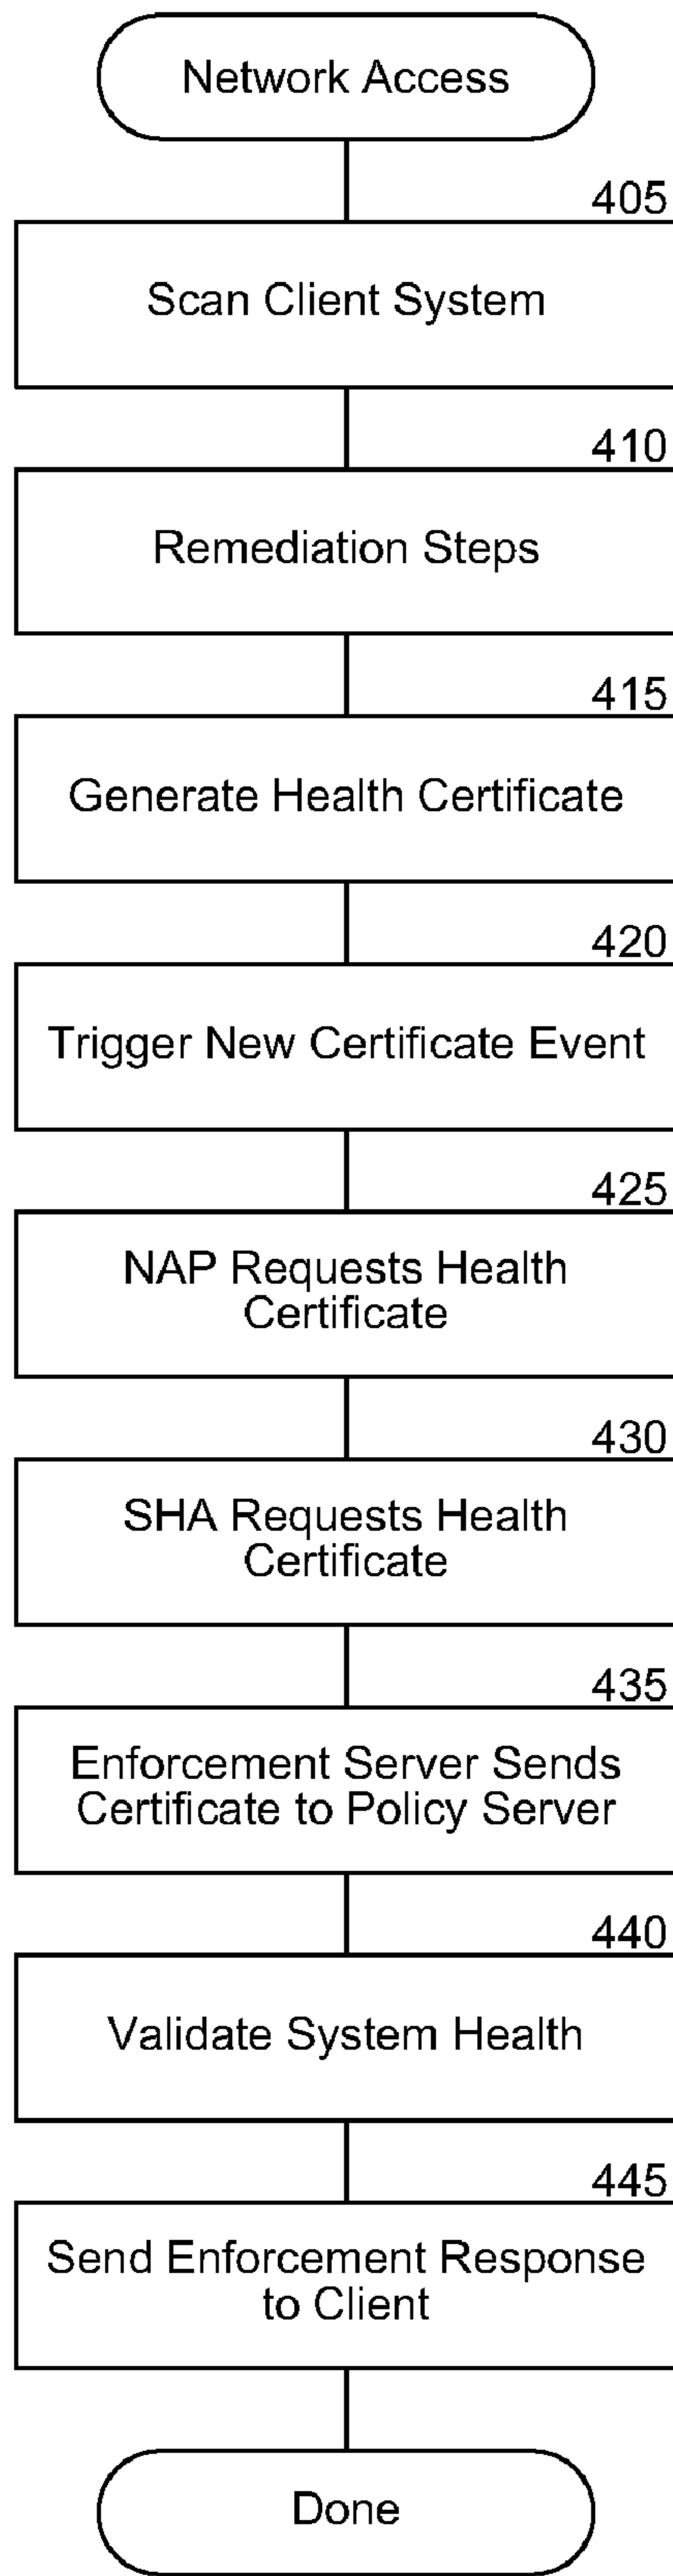 Network Access
405
Scan Client System
410
Remediation Steps
415
Generate Health Certificate
420
Trigger New Certificate Event
425
NAP Requests Health
Certificate
430
SHA Requests Health
Certificate
435
Enforcement Server Sends
Certificate to Policy Server
440
Validate System Health
445
Send Enforcement Response
to Client
Done